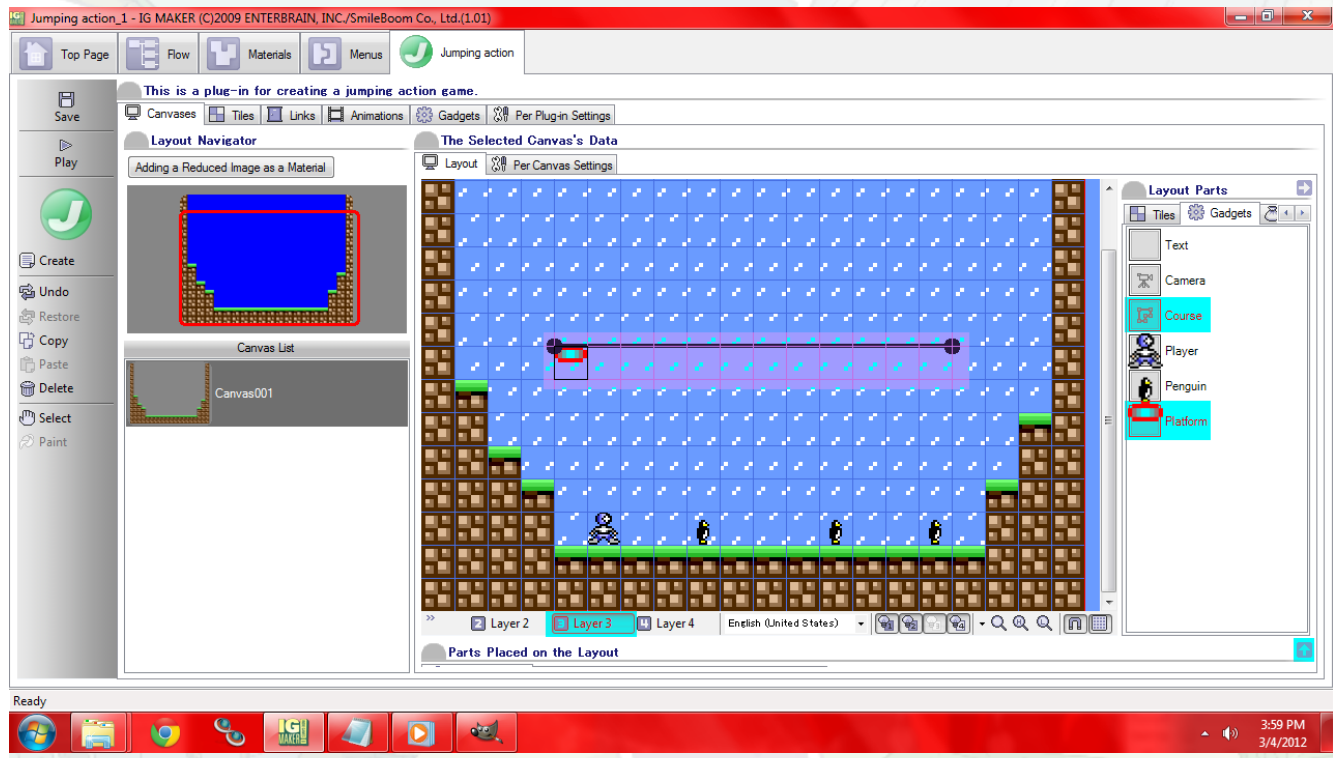 Jumping action_1 - IG MAKER (C)2009 ENTERBRAIN, INC./SmileBoom Co., Ltd.(1.01)
Top Page
Flow
Materials
Menus
Jumping action
Save
Play
Create
Undo
Restore
Copy
Paste
Delete
Select
Paint
This is a plug-in for creating a jumping action game.
Canvases
Tiles
Links
Animations
Gadgets
Per Plug-in Settings
Layout Navigator
Adding a Reduced Image as a Material
Canvas List
Canvas001
The Selected Canvas's Data
Layout
Per Canvas Settings
Layout Parts
Tiles
Gadgets
Text
Camera
Course
Player
Penguin
Platform
2 Layer 2
3 Layer 3
4 Layer 4
English (United States)
Parts Placed on the Layout
Ready
IG
MAKER
3:59 PM
3/4/2012